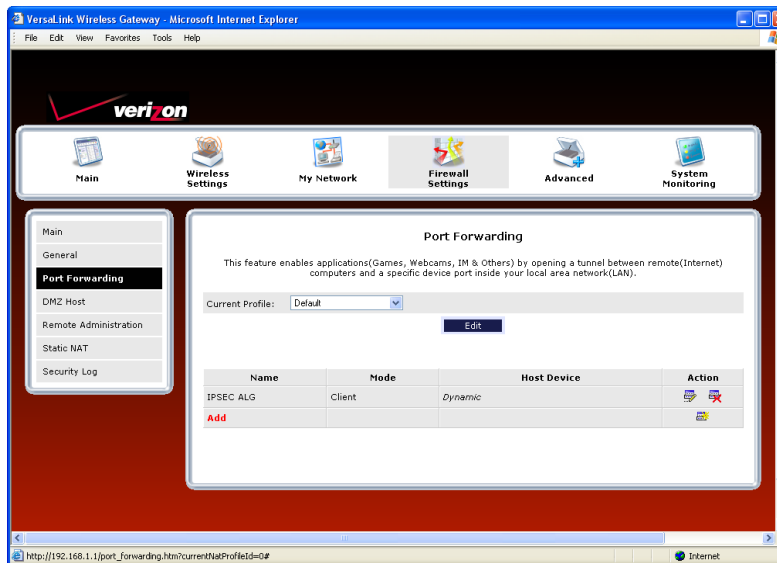 VersaLink Wireless Gateway - Microsoft Internet Explorer
File Edit View Favorites Tools Help
verizon
Main
Wireless Settings
My Network
Firewall Settings
Advanced
System Monitoring
Main
General
Port Forwarding
DMZ Host
Remote Administration
Static NAT
Security Log
Port Forwarding
This feature enables applications(Games, Webcams, IM & Others) by opening a tunnel between remote(Internet)
computers and a specific device port inside your local area network(LAN).
Current Profile: Default
Edit
Name Mode Host Device Action
IPSEC ALG Client Dynamic
Add
http://192.168.1.1/port_forwarding.htm?currentNatProfileId=0# Internet